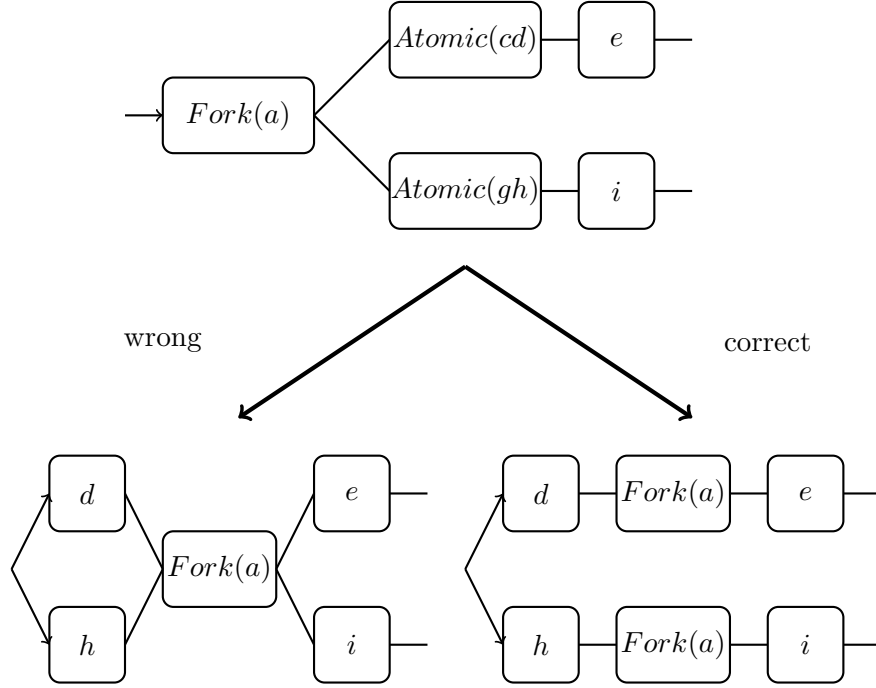 Atomic(cd) e
Fork(a)
Atomic(gh) i
wrong correct
d e d Fork(a) e
Fork(a)
h i h Fork(a) i